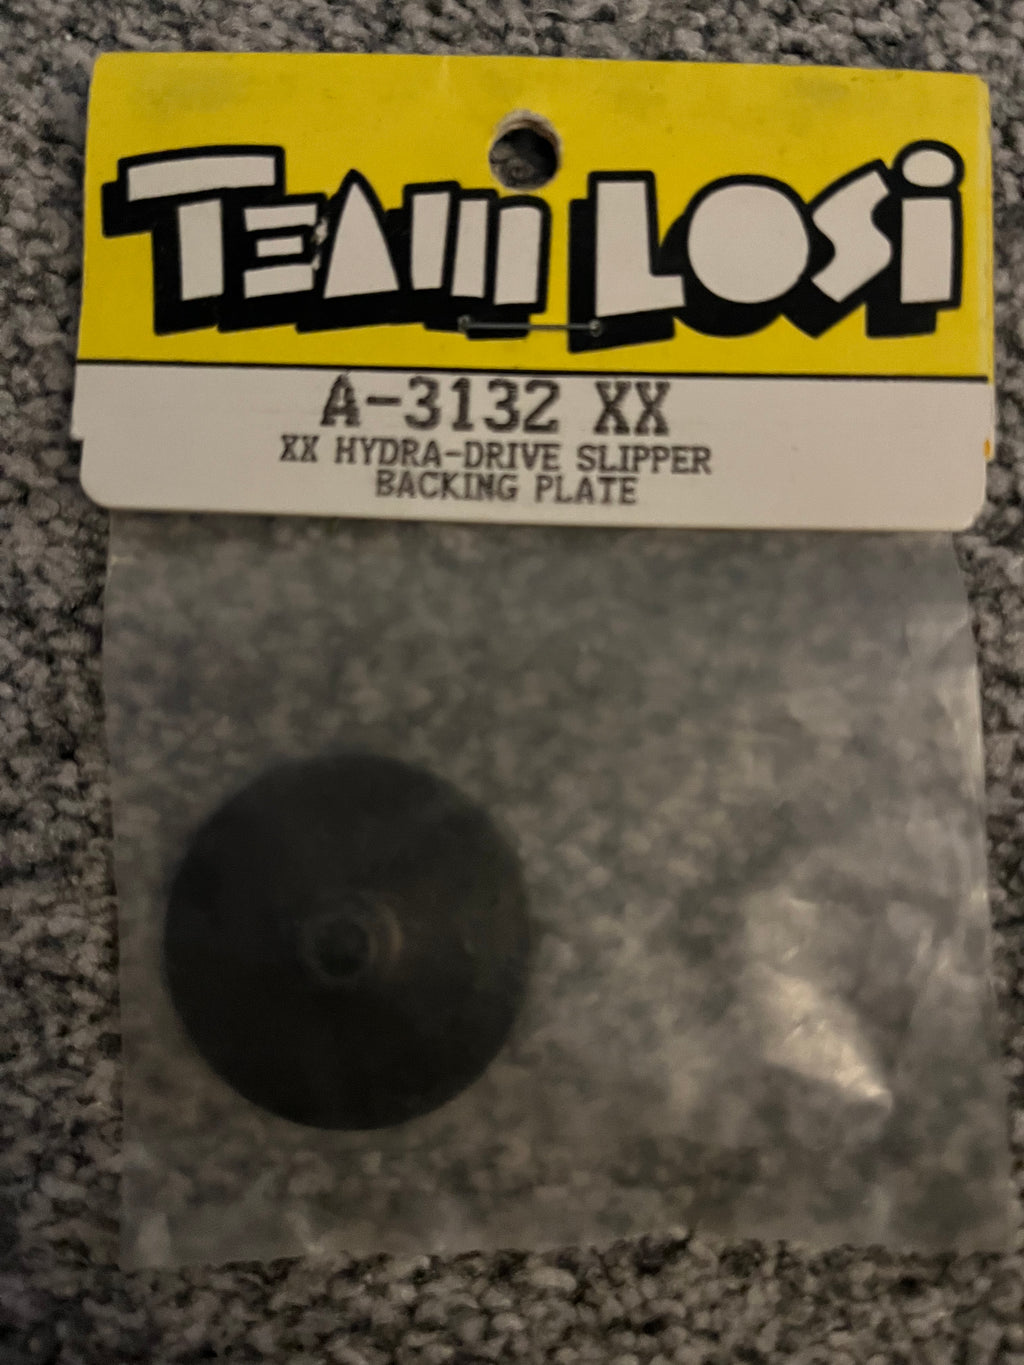 TEAM LOSi
A-3132 XX
XX HYDRA-DRIVE SLIPPER
BACKING PLATE